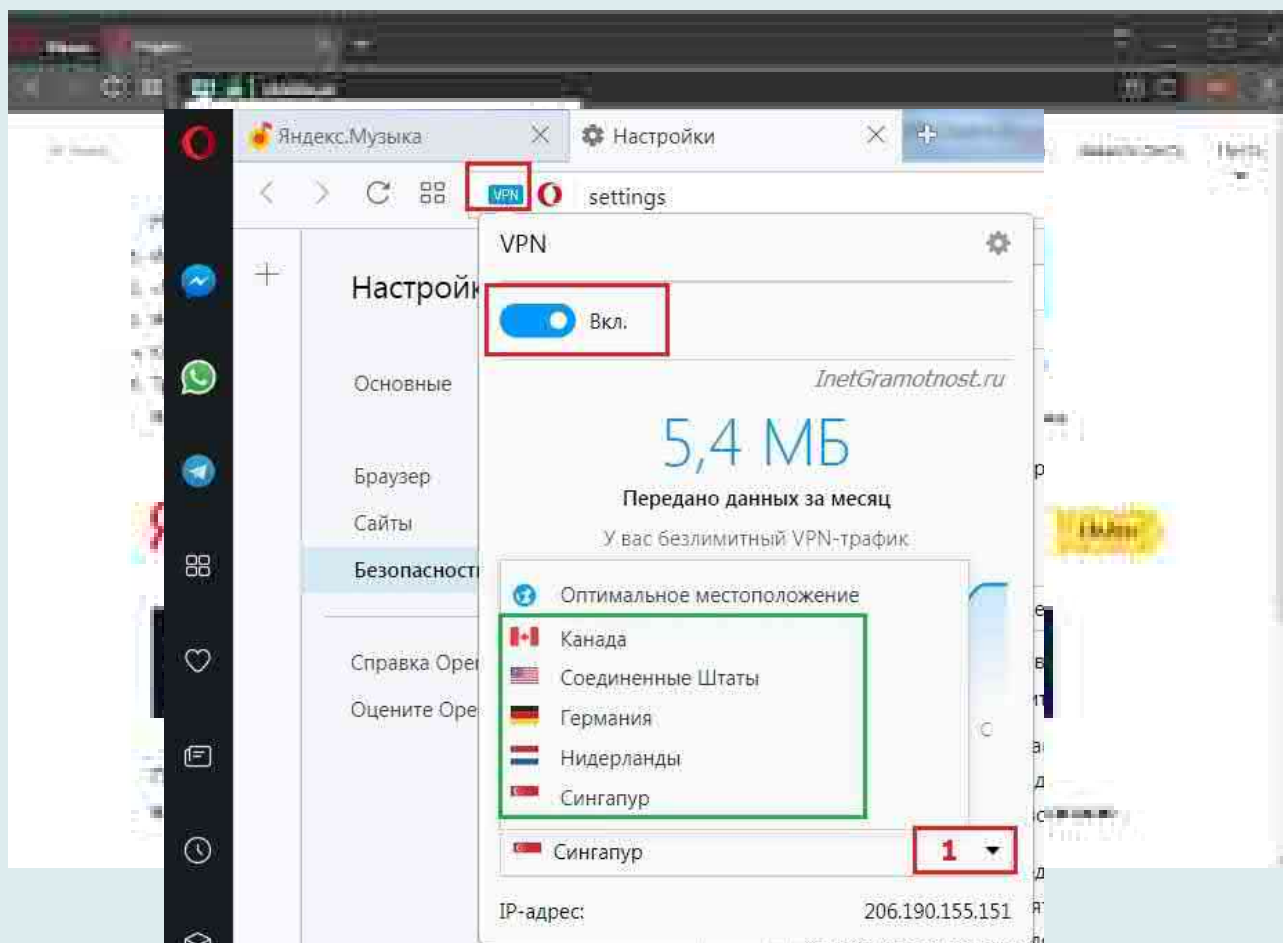 Яндекс.Музыка
Настройки
VPN
settings
VPN
Настройк
Вкл.
InetGramotnost.ru
Основные
5,4 МБ
Передано данных за месяц
У вас безлимитный VPN-трафик
Браузер
Сайты
Безопасност
Оптимальное местоположение
Канада
Соединенные Штаты
Германия
Нидерланды
Сингапур
Справка Oper
Оцените Ope
Сингапур
1
IP-адрес:
206.190.155.151